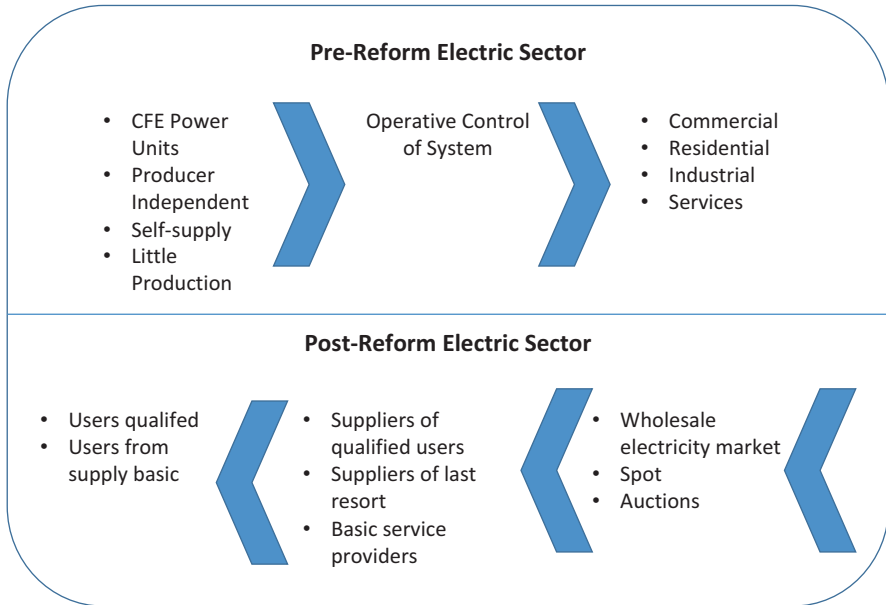 Pre-Reform Electric Sector
• CFE Power
Units
• Producer
Independent
• Self-supply
• Little
Production
Operative Control
of System
• Commercial
• Residential
• Industrial
• Services
Post-Reform Electric Sector
• Users qualifed
• Users from
supply basic
• Suppliers of
qualified users
• Suppliers of last
resort
• Basic service
providers
• Wholesale
electricity market
• Spot
• Auctions